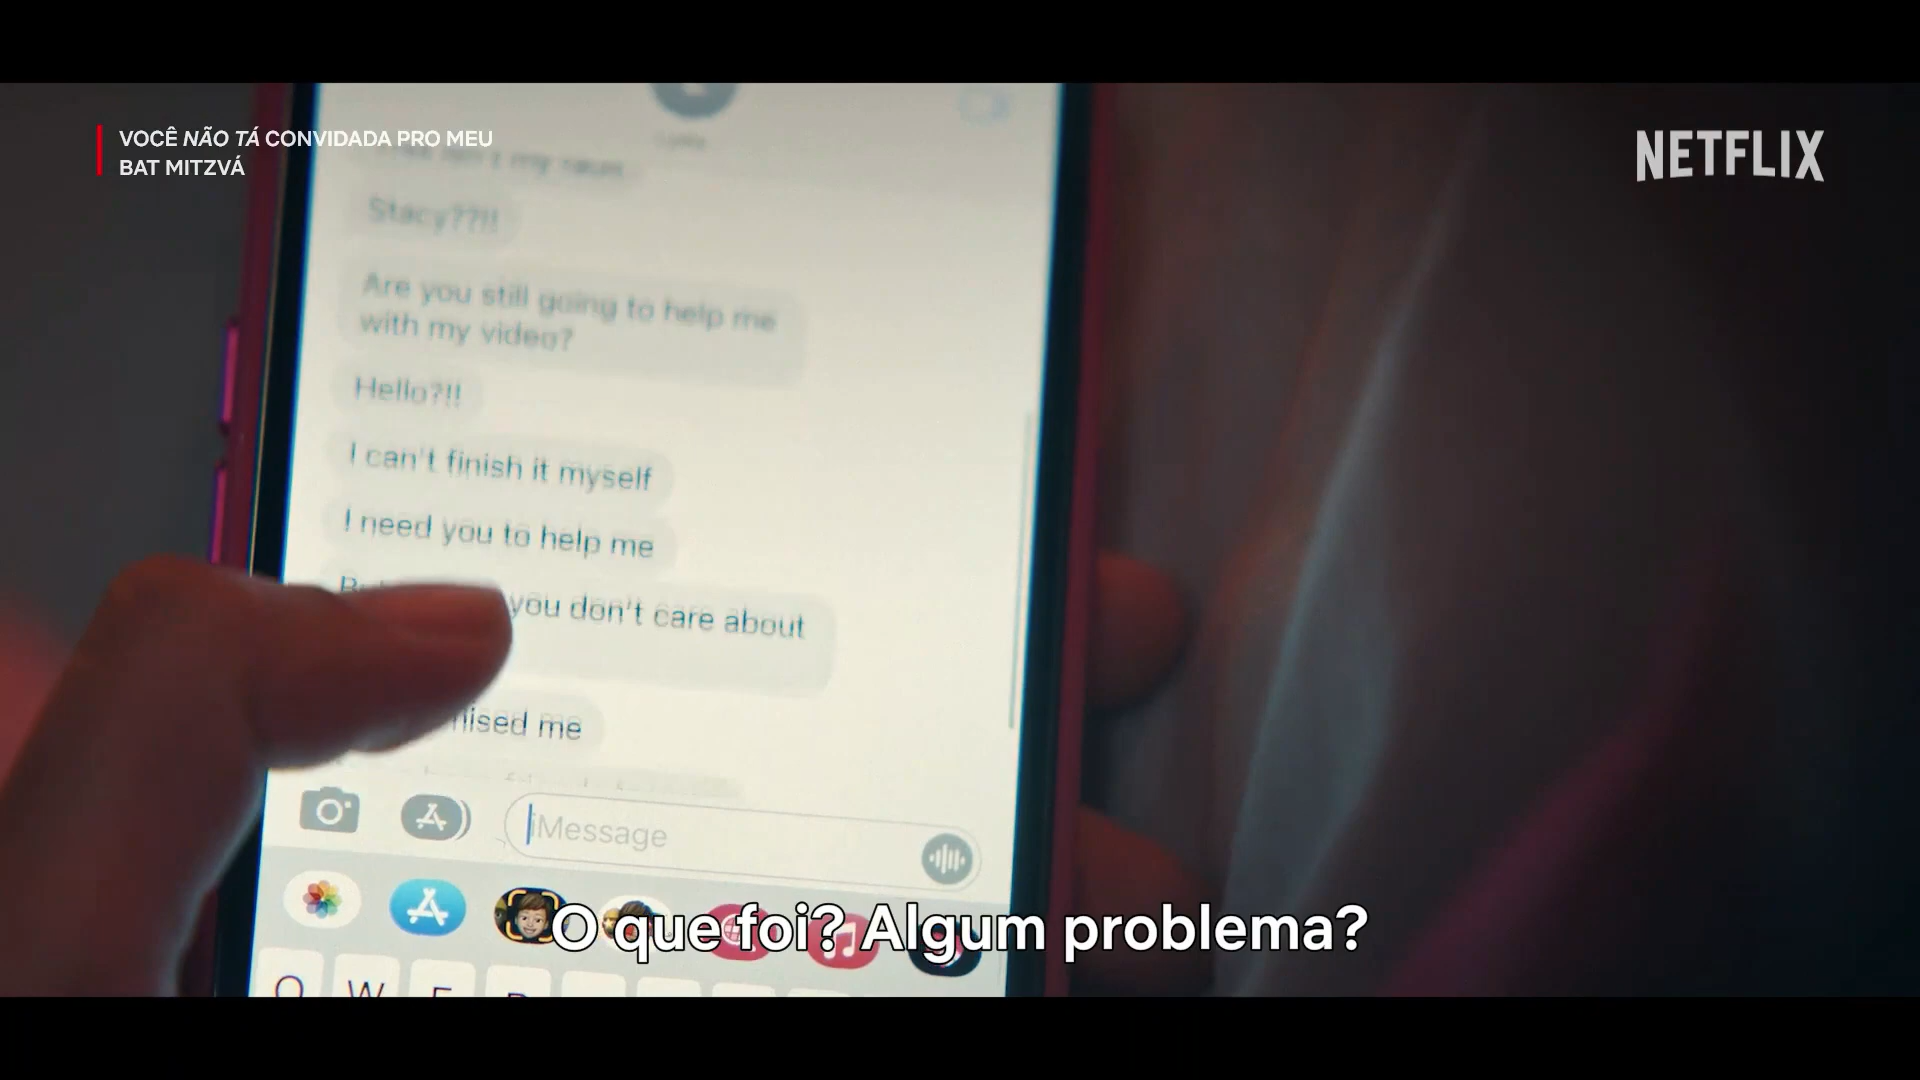 VOCÊ NÃO TÁ CONVIDADA PRO MEU
BAT MITZVÁ
NETFLIX
my
Stacy??!!
Are you still going to help me
with my video?
Hello?!!
I can't finish it myself
I need you to help me
you don't care about
me
iMessage
O que foi? Algum problema?
Q W E R